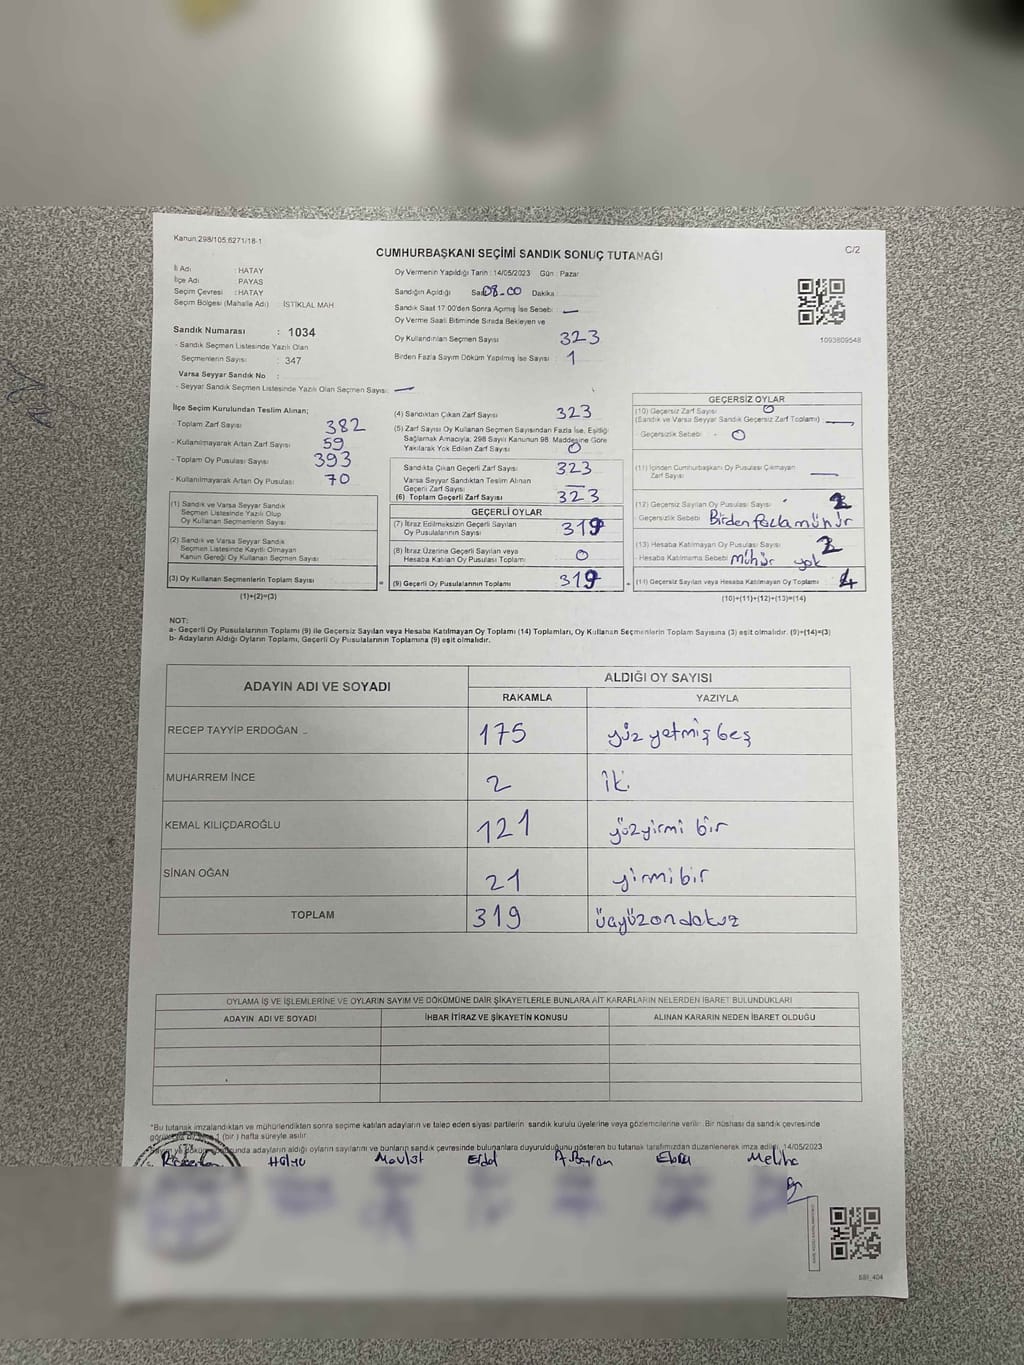 Kanun:298/105,6271/18-1
C/2
CUMHURBAŞKANI SEÇİMİ SANDIK SONUÇ TUTANAĞI
İl Adı : HATAY
İlçe Adı : PAYAS
Seçim Çevresi : HATAY
Seçim Bölgesi (Mahalle Adı) İSTİKLAL MAH
Sandık Numarası : 1034
- Sandık Seçmen Listesinde Yazılı Olan
Seçmenlerin Sayısı : 347
Varsa Seyyar Sandık No :
- Seyyar Sandık Seçmen Listesinde Yazılı Olan Seçmen Sayısı : —
Oy Vermenin Yapıldığı Tarih : 14/05/2023 Gün : Pazar
Sandığın Açıldığı Saat 08-00 Dakika
Sandık Saat 17:00'den Sonra Açılmış İse Sebebi : —
Oy Verme Saati Bitiminde Sırada Bekleyen ve
Oy Kullandırılan Seçmen Sayısı : 323
Birden Fazla Sayım Döküm Yapılmış İse Sayısı : 1
1093809548
İlçe Seçim Kurulundan Teslim Alınan;
- Toplam Zarf Sayısı : 382
- Kullanılmayarak Artan Zarf Sayısı : 59
- Toplam Oy Pusulası Sayısı : 393
- Kullanılmayarak Artan Oy Pusulası : 70
(1) Sandık ve Varsa Seyyar Sandık
Seçmen Listesinde Yazılı Olup
Oy Kullanan Seçmenlerin Sayısı
(2) Sandık ve Varsa Seyyar Sandık
Seçmen Listesinde Kayıtlı Olmayan
Kanun Gereği Oy Kullanan Seçmen Sayısı
(3) Oy Kullanan Seçmenlerin Toplam Sayısı =
(1)+(2)=(3)
(4) Sandıktan Çıkan Zarf Sayısı : 323
(5) Zarf Sayısı Oy Kullanan Seçmen Sayısından Fazla İse, Eşitliği
Sağlamak Amacıyla; 298 Sayılı Kanunun 98. Maddesine Göre
Yakılarak Yok Edilen Zarf Sayısı : 0
Sandıkta Çıkan Geçerli Zarf Sayısı : 323
Varsa Seyyar Sandıktan Teslim Alınan
Geçerli Zarf Sayısı : —
(6) Toplam Geçerli Zarf Sayısı : 323
GEÇERLİ OYLAR
(7) İtiraz Edilmeksizin Geçerli Sayılan
Oy Pusulalarının Sayısı : 319
(8) İtiraz Üzerine Geçerli Sayılan veya
Hesaba Katılan Oy Pusulaları Toplamı : 0
(9) Geçerli Oy Pusulalarının Toplamı : 319 +
GEÇERSİZ OYLAR
(10) Geçersiz Zarf Sayısı : 0
(Sandık ve Varsa Seyyar Sandık Geçersiz Zarf Toplamı) —
- Geçersizlik Sebebi : - 0
(11) İçinden Cumhurbaşkanı Oy Pusulası Çıkmayan
Zarf Sayısı : —
(12) Geçersiz Sayılan Oy Pusulası Sayısı : 2
- Geçersizlik Sebebi : Birden fazla mühür
(13) Hesaba Katılmayan Oy Pusulası Sayısı : 2
- Hesaba Katılmama Sebebi : mühür yok
(14) Geçersiz Sayılan veya Hesaba Katılmayan Oy Toplamı : 4
(10)+(11)+(12)+(13)=(14)
NOT:
a- Geçerli Oy Pusulalarının Toplamı (9) ile Geçersiz Sayılan veya Hesaba Katılmayan Oy Toplamı (14) Toplamları, Oy Kullanan Seçmenlerin Toplam Sayısına (3) eşit olmalıdır. (9)+(14)=(3)
b- Adayların Aldığı Oyların Toplamı, Geçerli Oy Pusulalarının Toplamına (9) eşit olmalıdır.
ADAYIN ADI VE SOYADI
ALDIĞI OY SAYISI
RAKAMLA YAZIYLA
RECEP TAYYİP ERDOĞAN 175 yüz yetmiş beş
MUHARREM İNCE 2 iki
KEMAL KILIÇDAROĞLU 121 yüzyirmi bir
SİNAN OĞAN 21 yirmibir
TOPLAM 319 üçyüzondokuz
OYLAMA İŞ VE İŞLEMLERİNE VE OYLARIN SAYIM VE DÖKÜMÜNE DAİR ŞİKAYETLERLE BUNLARA AİT KARARLARIN NELERDEN İBARET BULUNDUKLARI
ADAYIN ADI VE SOYADI İHBAR İTİRAZ VE ŞİKAYETİN KONUSU ALINAN KARARIN NEDEN İBARET OLDUĞU
"Bu tutanak imzalandıktan ve mühürlendikten sonra seçime katılan adayların ve talep eden siyasi partilerin sandık kurulu üyelerine veya gözlemcilerine verilir. Bir nüshası da sandık çevresinde
(bir) hafta süreyle asılır.
adayların aldığı oyların sayılarını ve bunların sandık çevresinde bulunanlara duyurulduğunu gösteren bu tutanak tarafımızdan düzenlenerek imza edildi. 14/05/2023
Hülya Mevlüt Erdal A.Bayram Ebru Meliha
SBI_404